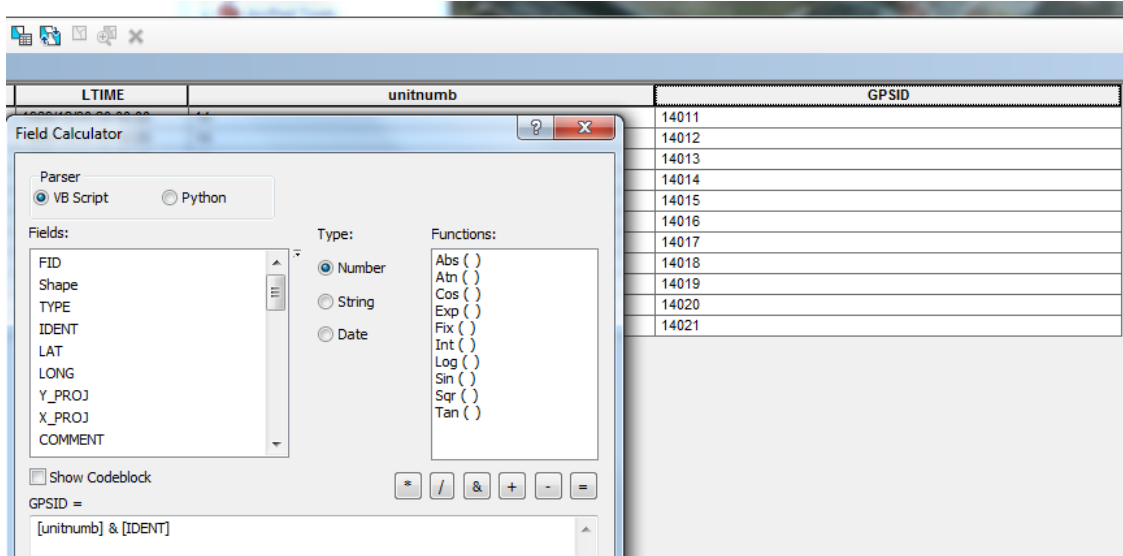 LTIME unitnumb GPSID
14011
Field Calculator
14012
14013
Parser
14014
VB Script Python
14015
14016
Fields: Type: Functions:
14017
FID Number Abs ( )
14018
Shape Atn ( )
14019
TYPE String Cos ( )
14020
IDENT Date Exp ( )
14021
LAT Fix ( )
LONG Int ( )
Y_PROJ Log ( )
X_PROJ Sin ( )
COMMENT Sqr ( )
Tan ( )
Show Codeblock * / & + - =
GPSID =
[unitnumb] & [IDENT]